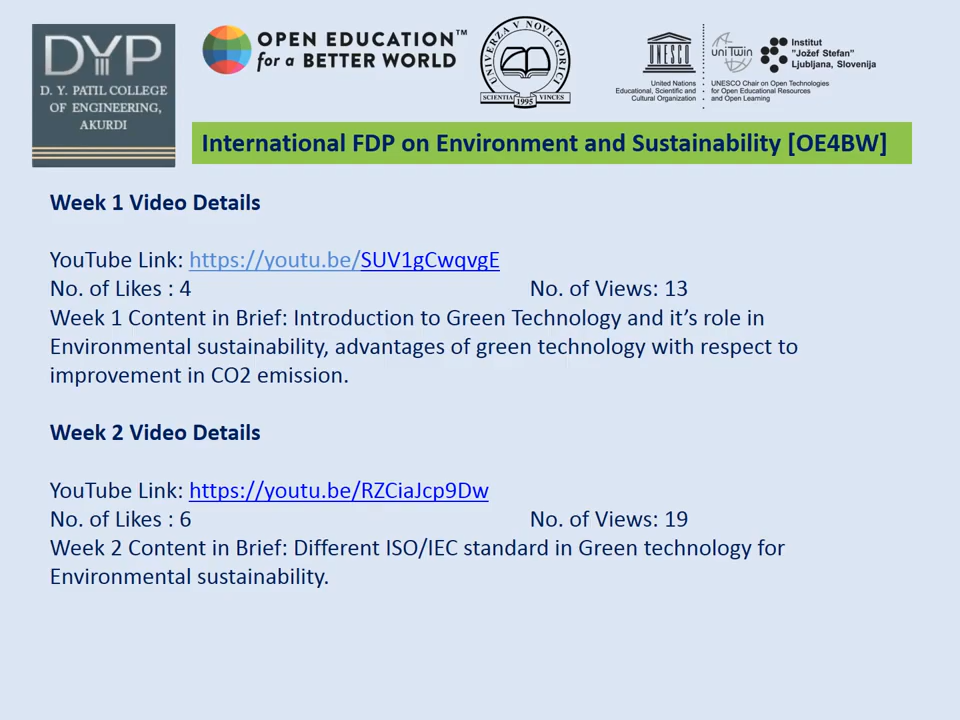 DYP
D. Y. PATIL COLLEGE
OF ENGINEERING,
AKURDI
OPEN EDUCATION™
for a BETTER WORLD
UNIVERZA V NOVI GORICI
SCIENTIA VINCES
1995
UNESCO
United Nations
Educational, Scientific and
Cultural Organization
uniTwin
Institut
"Jožef Stefan"
Ljubljana, Slovenija
UNESCO Chair on Open Technologies
for Open Educational Resources
and Open Learning
International FDP on Environment and Sustainability [OE4BW]
Week 1 Video Details
YouTube Link: https://youtu.be/SUV1gCwqvgE
No. of Likes : 4 No. of Views: 13
Week 1 Content in Brief: Introduction to Green Technology and it’s role in
Environmental sustainability, advantages of green technology with respect to
improvement in CO2 emission.
Week 2 Video Details
YouTube Link: https://youtu.be/RZCiaJcp9Dw
No. of Likes : 6 No. of Views: 19
Week 2 Content in Brief: Different ISO/IEC standard in Green technology for
Environmental sustainability.